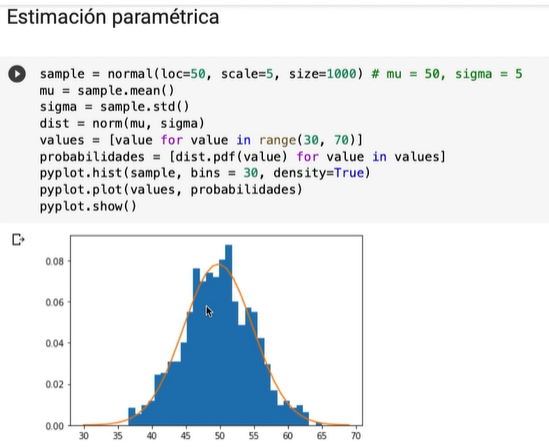 Estimación paramétrica
sample = normal(loc=50, scale=5, size=1000) # mu = 50, sigma = 5
mu = sample.mean()
sigma = sample.std()
dist = norm(mu, sigma)
values = [value for value in range(30, 70)]
probabilidades = [dist.pdf(value) for value in values]
pyplot.hist(sample, bins = 30, density=True)
pyplot.plot(values, probabilidades)
pyplot.show()
0.08
0.06
0.04
0.02
0.00
30 35 40 45 50 55 60 65 70